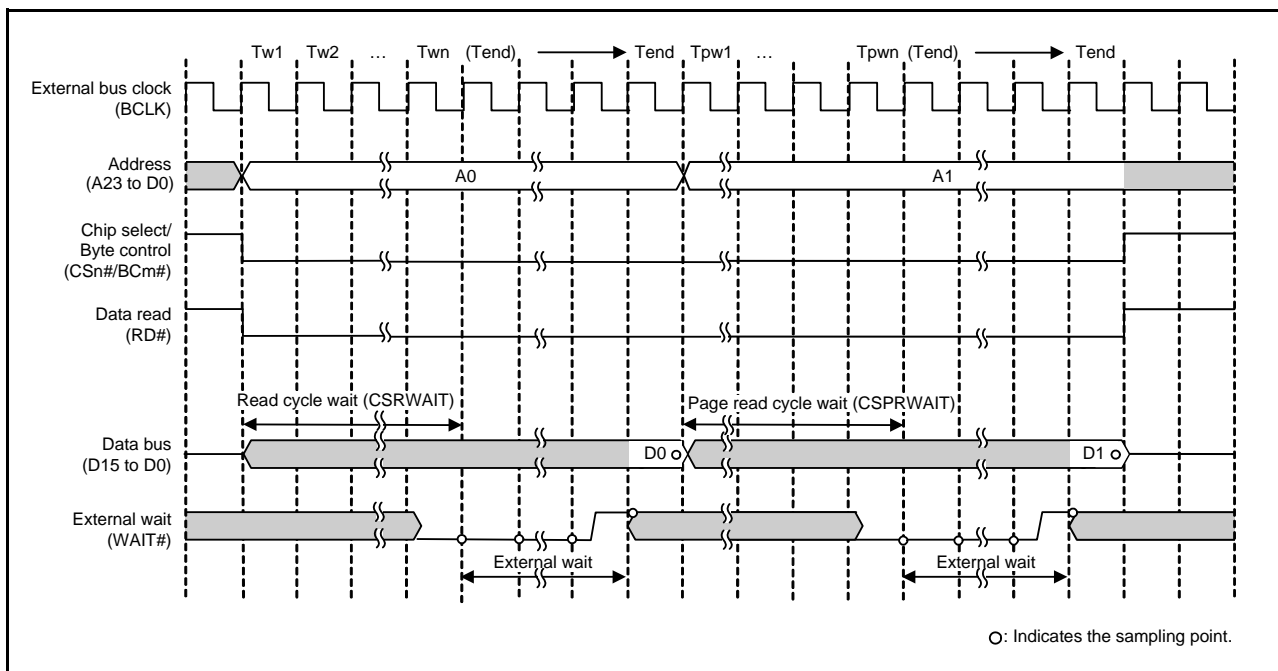 Tw1 Tw2 … Twn (Tend) Tend Tpw1 … Tpwn (Tend) Tend
External bus clock
(BCLK)
Address
(A23 to D0)
A0 A1
Chip select/
Byte control
(CSn#/BCm#)
Data read
(RD#)
Read cycle wait (CSRWAIT) Page read cycle wait (CSPRWAIT)
Data bus
(D15 to D0)
D0 D1
External wait
(WAIT#)
External wait External wait
: Indicates the sampling point.